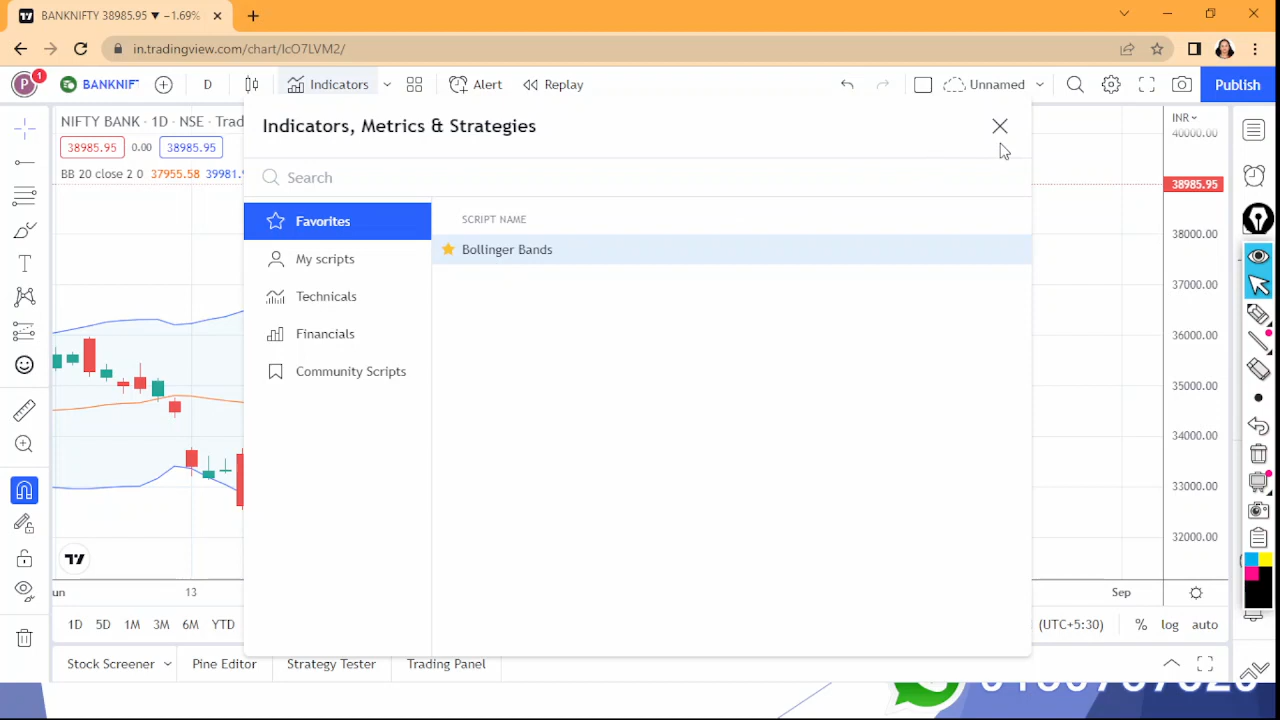 BANKNIFTY 38985.95 ▼ −1.69%
in.tradingview.com/chart/IcO7LVM2/
P 1 BANKNIF D Indicators Alert Replay Unnamed Publish
NIFTY BANK · 1D · NSE · Trad
38985.95 0.00 38985.95
BB 20 close 2 0 37955.58 39981.
Indicators, Metrics & Strategies
Search
Favorites
My scripts
Technicals
Financials
Community Scripts
SCRIPT NAME
Bollinger Bands
INR
40000.00
38985.95
38000.00
37000.00
36000.00
35000.00
34000.00
33000.00
32000.00
un 13 Sep
1D 5D 1M 3M 6M YTD (UTC+5:30) % log auto
Stock Screener Pine Editor Strategy Tester Trading Panel